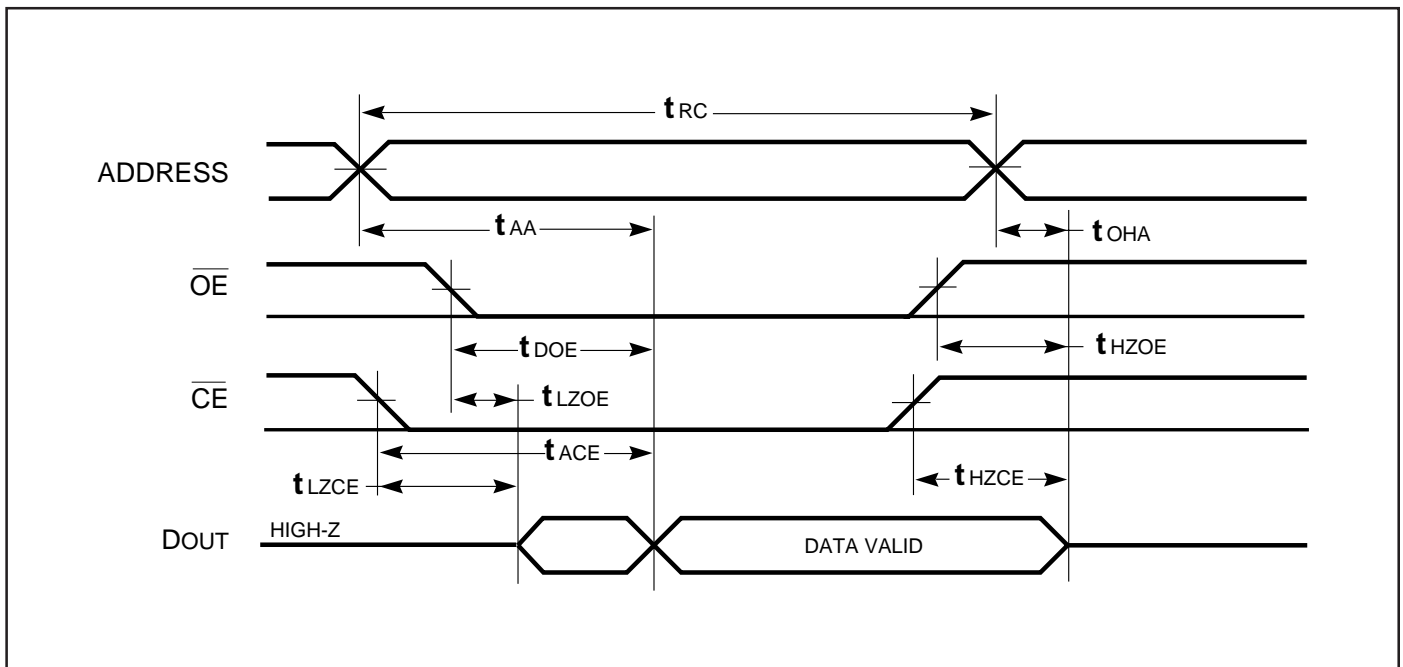 tRC
ADDRESS
tAA
tOHA
OE
tDOE
tHZOE
CE
tLZOE
tACE
tLZCE
tHZCE
DOUT
HIGH-Z
DATA VALID